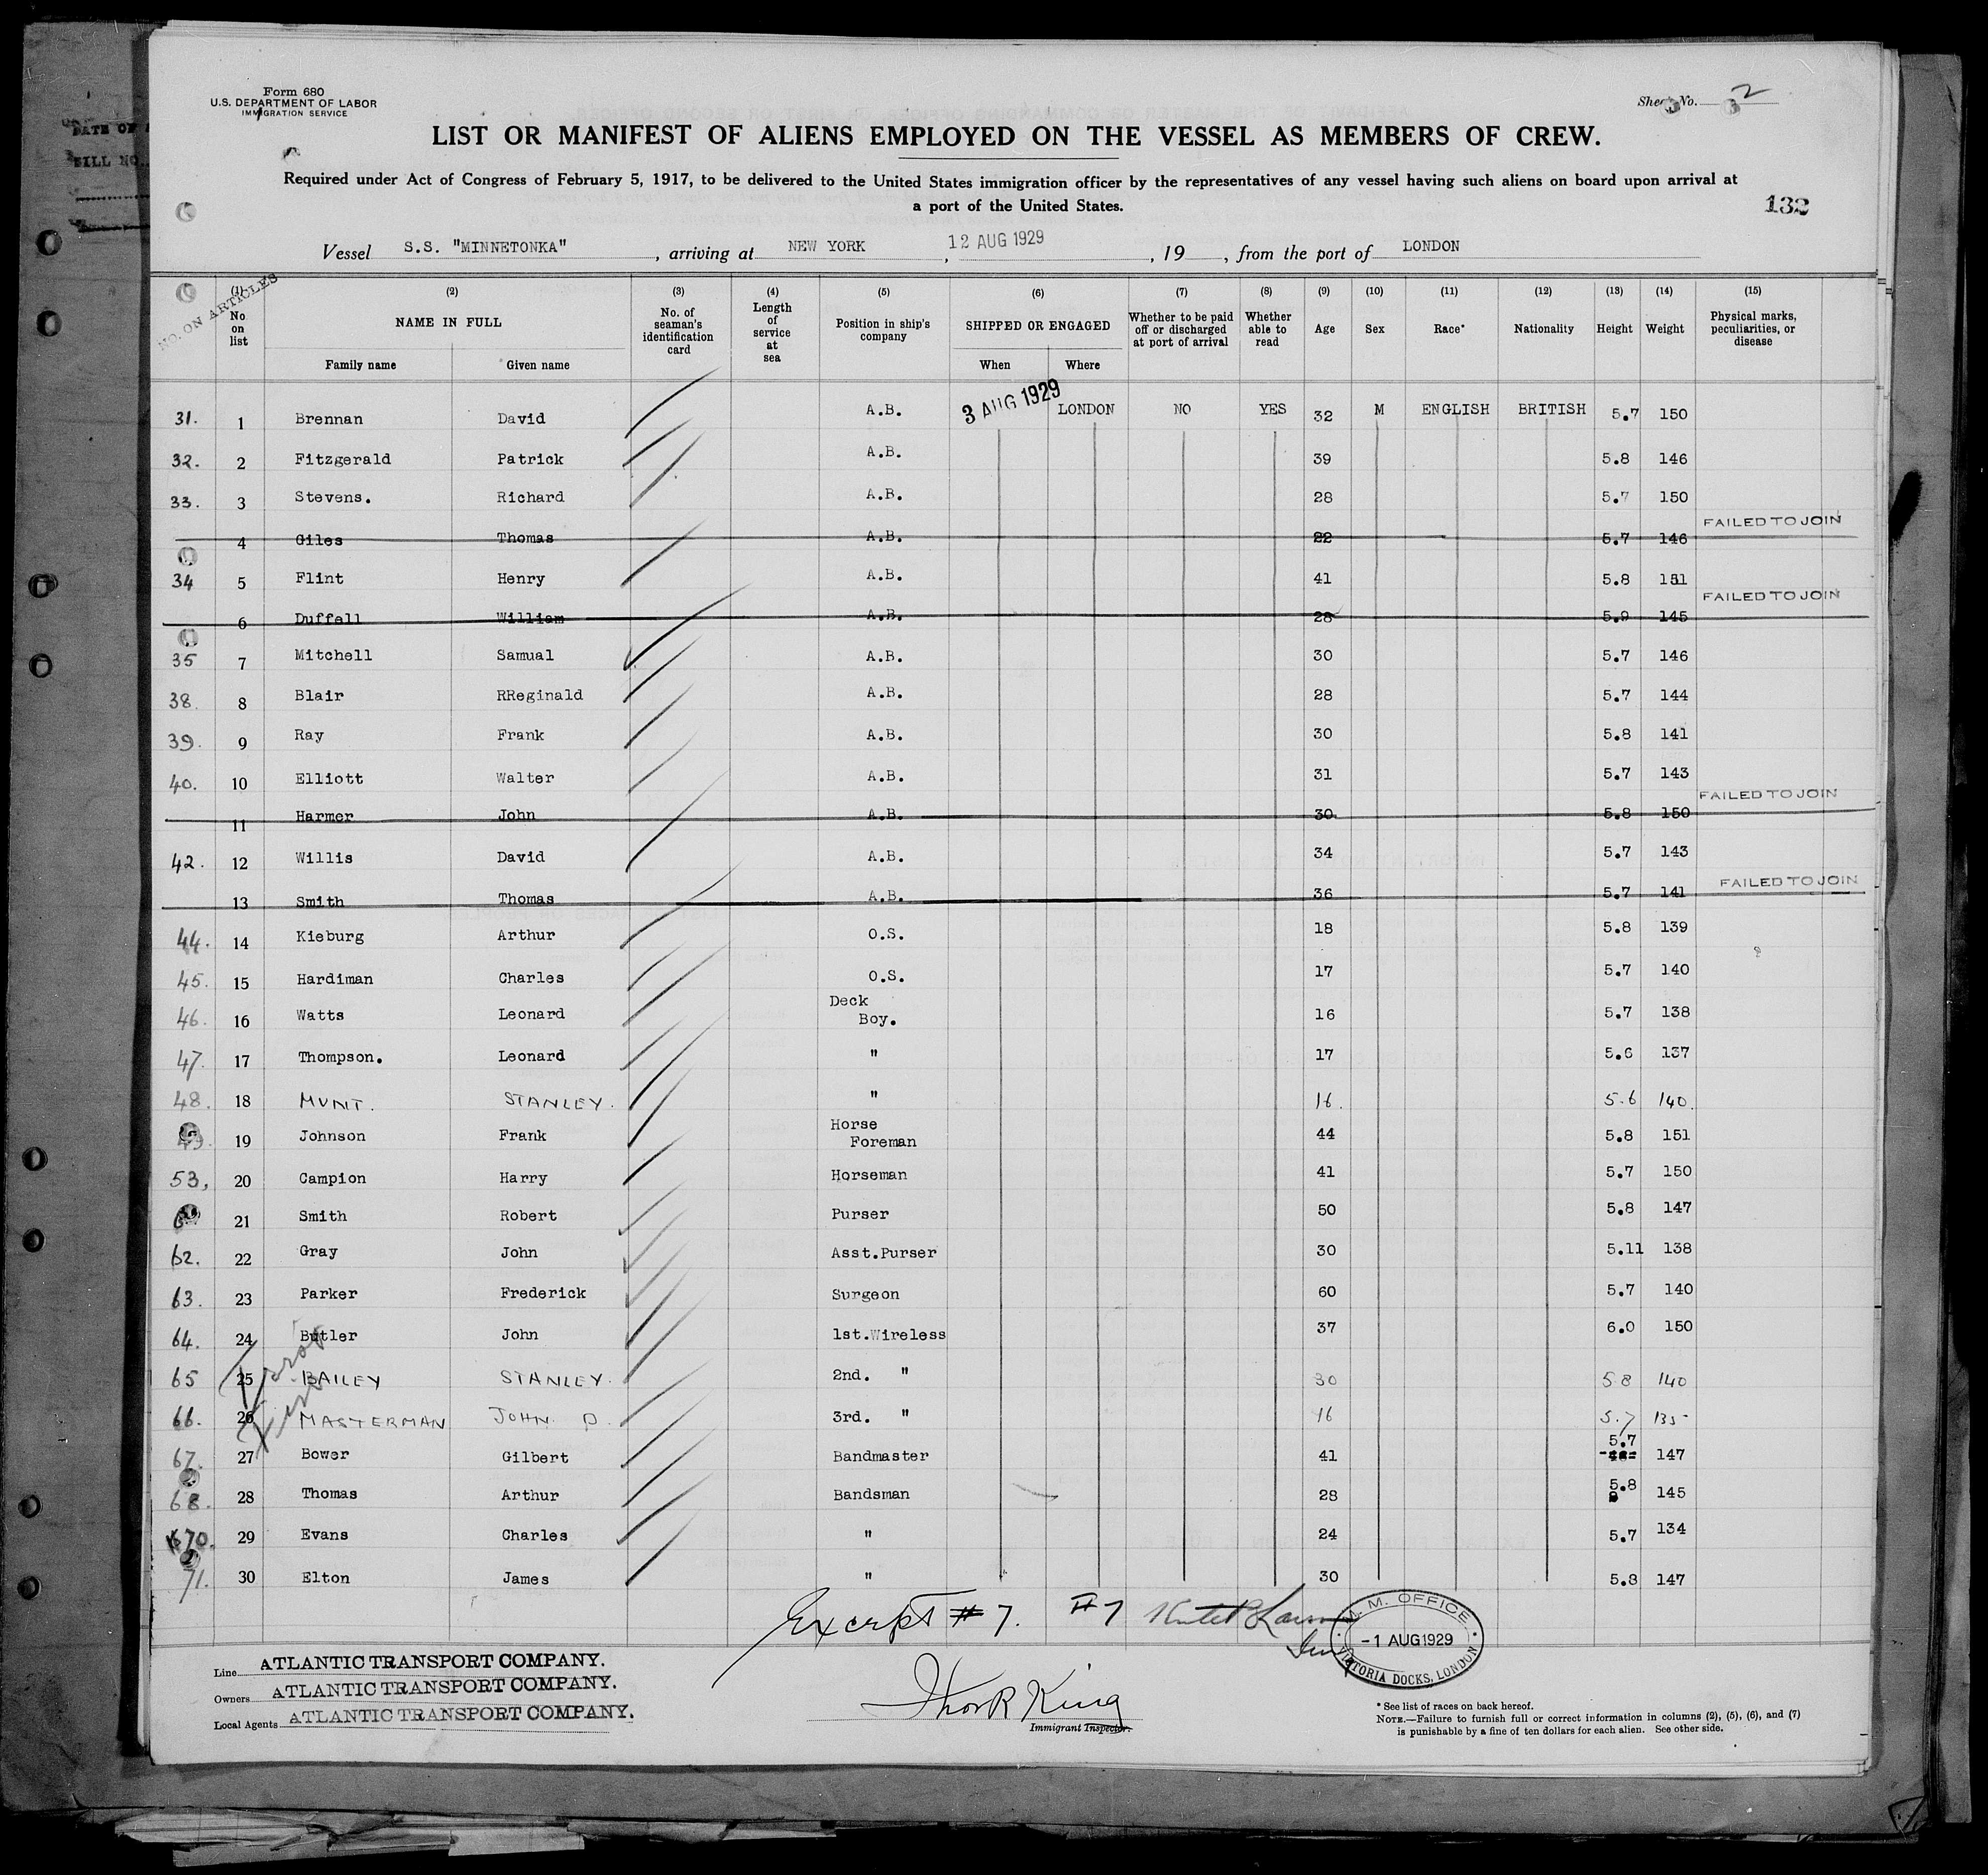 Form 680
U.S. DEPARTMENT OF LABOR
IMMIGRATION SERVICE
Sheet No. 2
LIST OR MANIFEST OF ALIENS EMPLOYED ON THE VESSEL AS MEMBERS OF CREW.
Required under Act of Congress of February 5, 1917, to be delivered to the United States immigration officer by the representatives of any vessel having such aliens on board upon arrival at
a port of the United States.
132
Vessel S.S. "MINNETONKA", arriving at NEW YORK, 12 AUG 1929, 19, from the port of LONDON
NO. ON ARTICLES
(1) No. on list (2) NAME IN FULL Family name Given name (3) No. of seaman's identification card (4) Length of service at sea (5) Position in ship's company (6) SHIPPED OR ENGAGED When Where (7) Whether to be paid off or discharged at port of arrival (8) Whether able to read (9) Age (10) Sex (11) Race* (12) Nationality (13) Height (14) Weight (15) Physical marks, peculiarities, or disease
31. 1 Brennan David A.B. 3 AUG 1929 LONDON NO YES 32 M ENGLISH BRITISH 5.7 150
32. 2 Fitzgerald Patrick A.B. 39 5.8 146
33. 3 Stevens. Richard A.B. 28 5.7 150
4 Giles Thomas A.B. 22 5.7 146 FAILED TO JOIN
34 5 Flint Henry A.B. 41 5.8 151
6 Duffell William A.B. 28 5.9 145 FAILED TO JOIN
35 7 Mitchell Samual A.B. 30 5.7 146
38. 8 Blair RReginald A.B. 28 5.7 144
39. 9 Ray Frank A.B. 30 5.8 141
40. 10 Elliott Walter A.B. 31 5.7 143
11 Harmer John A.B. 30 5.8 150 FAILED TO JOIN
42. 12 Willis David A.B. 34 5.7 143
13 Smith Thomas A.B. 36 5.7 141 FAILED TO JOIN
44. 14 Kieburg Arthur O.S. 18 5.8 139
45. 15 Hardiman Charles O.S. 17 5.7 140
46. 16 Watts Leonard Deck Boy. 16 5.7 138
47. 17 Thompson. Leonard " 17 5.6 137
48. 18 MUNT. STANLEY. " 16. 5.6 140.
49. 19 Johnson Frank Horse Foreman 44 5.8 151
53, 20 Campion Harry Horseman 41 5.7 150
21 Smith Robert Purser 50 5.8 147
62. 22 Gray John Asst.Purser 30 5.11 138
63. 23 Parker Frederick Surgeon 60 5.7 140
64. 24 Butler John 1st.Wireless 37 6.0 150
65 25 BAILEY STANLEY. 2nd. " 30 5 8 140
66. 26 MASTERMAN JOHN D. 3rd. " 16 5.7 135
First
67. 27 Bower Gilbert Bandmaster 41 5.7 147
68. 28 Thomas Arthur Bandsman 28 5.8 145
70. 29 Evans Charles " 24 5.7 134
71. 30 Elton James " 30 5.8 147
Excrpt # 7. #7
M. M. OFFICE
-1 AUG 1929
VICTORIA DOCKS, LONDON
Line ATLANTIC TRANSPORT COMPANY.
Owners ATLANTIC TRANSPORT COMPANY.
Local Agents ATLANTIC TRANSPORT COMPANY.
Thor R King
Immigrant Inspector.
* See list of races on back hereof.
NOTE.—Failure to furnish full or correct information in columns (2), (5), (6), and (7)
is punishable by a fine of ten dollars for each alien. See other side.